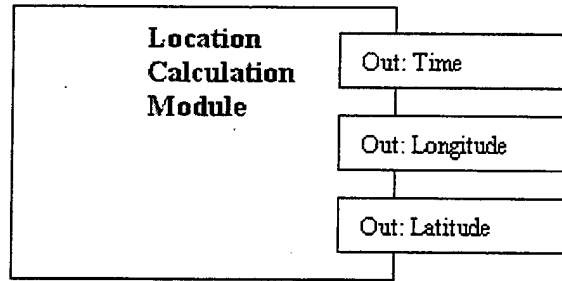 Location
Calculation
Module
Out: Time
Out: Longitude
Out: Latitude